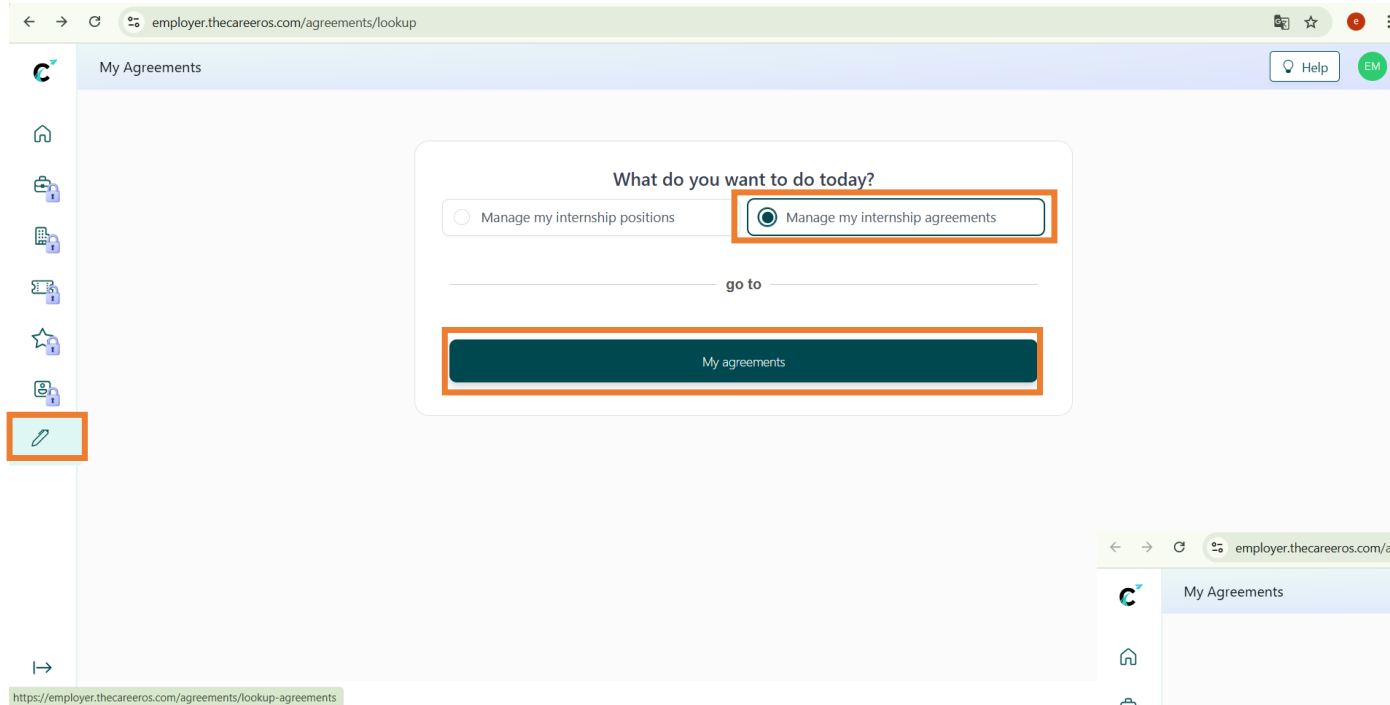 employer.thecareeros.com/agreements/lookup
e
My Agreements
Help
EM
What do you want to do today?
Manage my internship positions
Manage my internship agreements
go to
My agreements
employer.thecareeros.com/a
My Agreements
https://employer.thecareeros.com/agreements/lookup-agreements